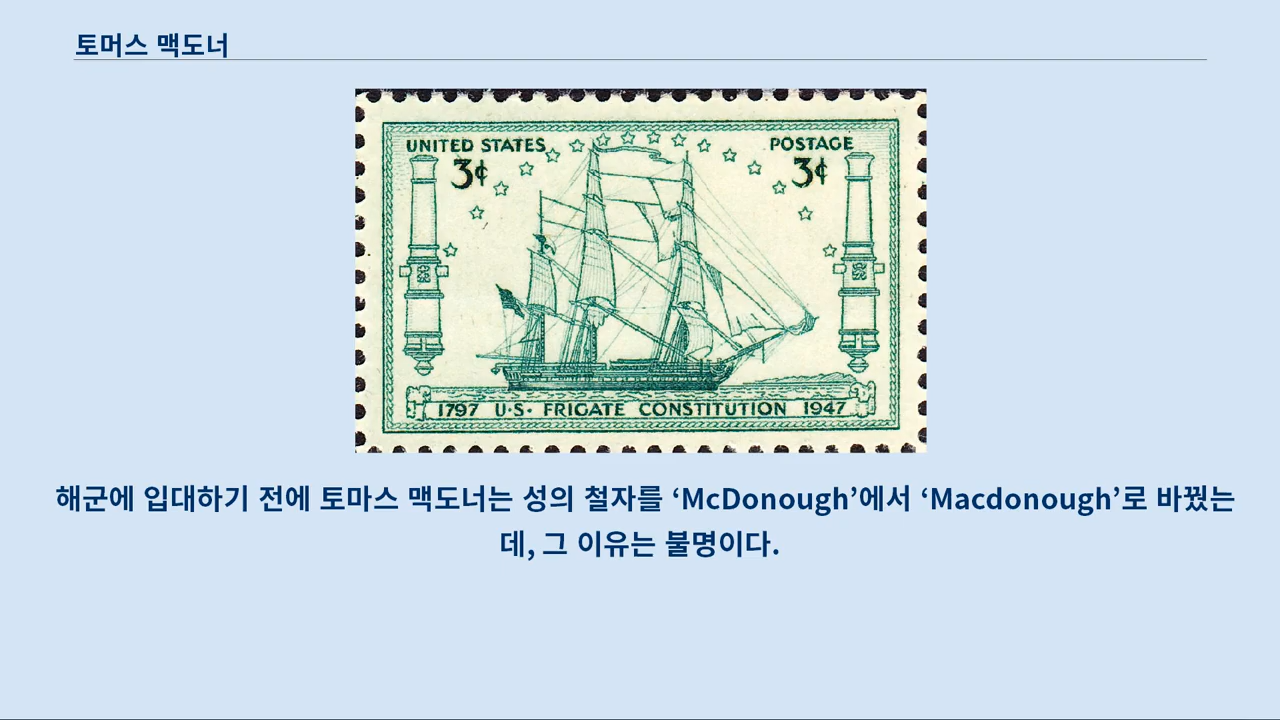 토머스 맥도너
UNITED STATES
POSTAGE
3¢
3¢
1797 U·S· FRIGATE CONSTITUTION 1947
해군에 입대하기 전에 토마스 맥도너는 성의 철자를 ‘McDonough’에서 ‘Macdonough’로 바꿨는
데, 그 이유는 불명이다.